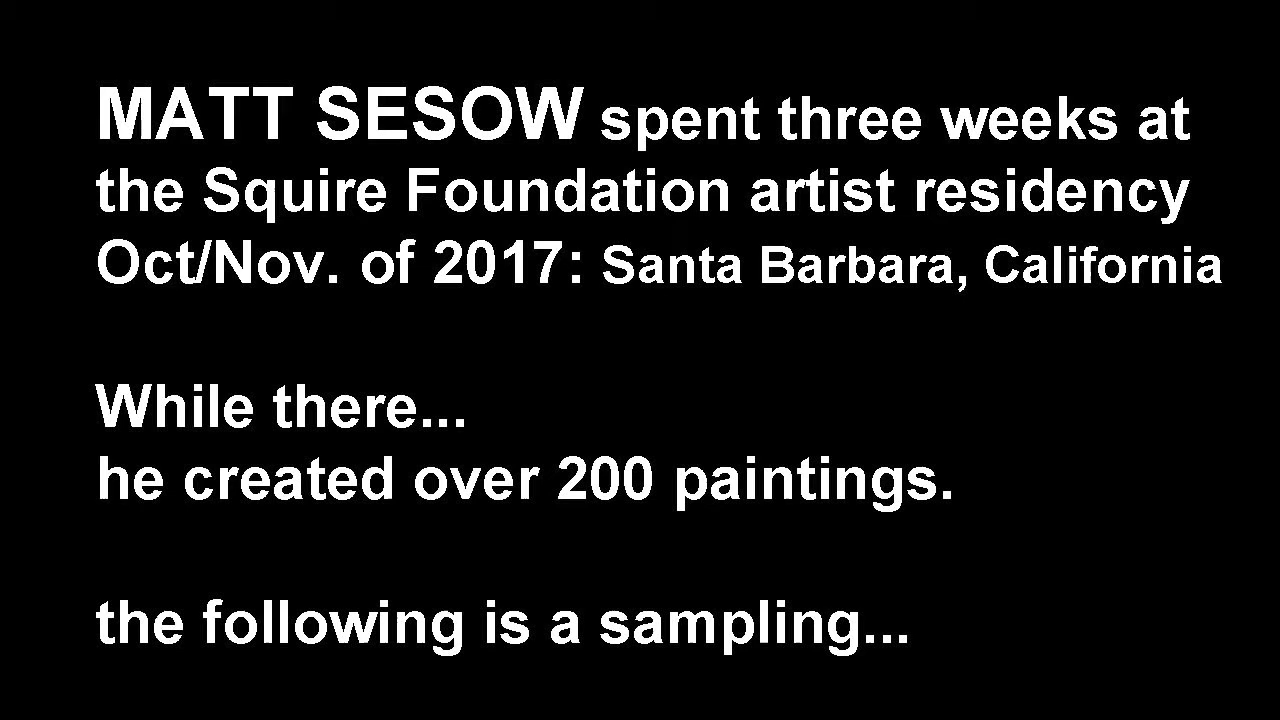 MATT SESOW spent three weeks at
the Squire Foundation artist residency
Oct/Nov. of 2017: Santa Barbara, California
While there...
he created over 200 paintings.
the following is a sampling...